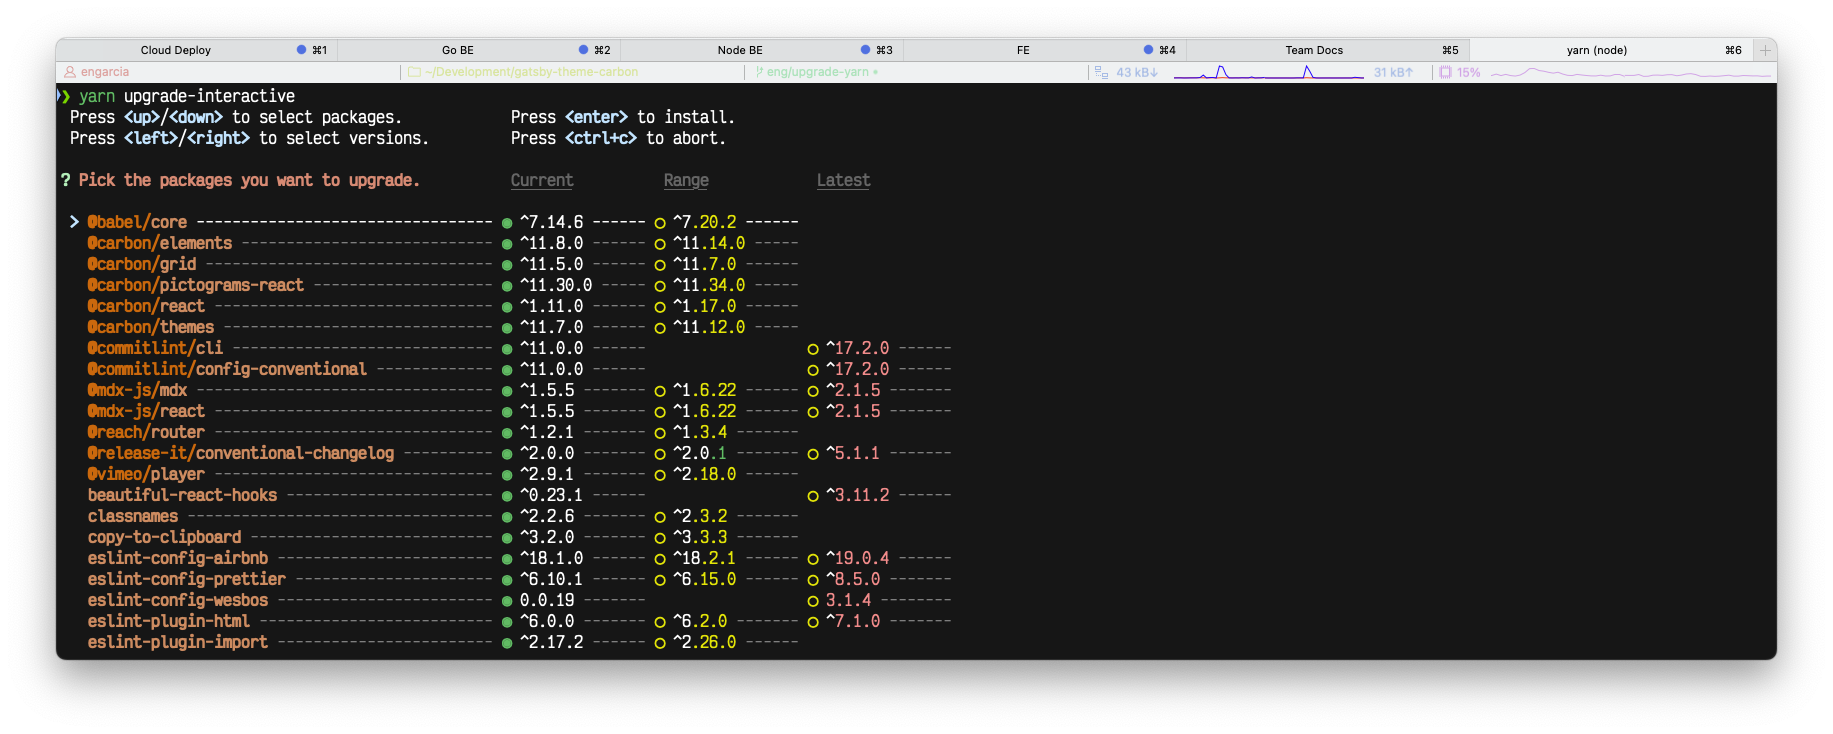 Cloud Deploy ⌘1 Go BE ⌘2 Node BE ⌘3 FE ⌘4 Team Docs ⌘5 yarn (node) ⌘6 +
engarcia ~/Development/gatsby-theme-carbon eng/upgrade-yarn • 43 kB↓ 31 kB↑ 15%
❯ yarn upgrade-interactive
Press <up>/<down> to select packages. Press <enter> to install.
Press <left>/<right> to select versions. Press <ctrl+c> to abort.
? Pick the packages you want to upgrade. Current Range Latest
> @babel/core --------------------------------- ◉ ^7.14.6 ------ ◯ ^7.20.2 ------
@carbon/elements ---------------------------- ◉ ^11.8.0 ------ ◯ ^11.14.0 -----
@carbon/grid -------------------------------- ◉ ^11.5.0 ------ ◯ ^11.7.0 ------
@carbon/pictograms-react -------------------- ◉ ^11.30.0 ----- ◯ ^11.34.0 -----
@carbon/react ------------------------------- ◉ ^1.11.0 ------ ◯ ^1.17.0 ------
@carbon/themes ------------------------------ ◉ ^11.7.0 ------ ◯ ^11.12.0 -----
@commitlint/cli ----------------------------- ◉ ^11.0.0 ------ ◯ ^17.2.0 ------
@commitlint/config-conventional ------------- ◉ ^11.0.0 ------ ◯ ^17.2.0 ------
@mdx-js/mdx --------------------------------- ◉ ^1.5.5 ------- ◯ ^1.6.22 ------ ◯ ^2.1.5 -------
@mdx-js/react ------------------------------- ◉ ^1.5.5 ------- ◯ ^1.6.22 ------ ◯ ^2.1.5 -------
@reach/router ------------------------------- ◉ ^1.2.1 ------- ◯ ^1.3.4 -------
@release-it/conventional-changelog ---------- ◉ ^2.0.0 ------- ◯ ^2.0.1 ------- ◯ ^5.1.1 -------
@vimeo/player ------------------------------- ◉ ^2.9.1 ------- ◯ ^2.18.0 ------
beautiful-react-hooks ----------------------- ◉ ^0.23.1 ------ ◯ ^3.11.2 ------
classnames ---------------------------------- ◉ ^2.2.6 ------- ◯ ^2.3.2 -------
copy-to-clipboard --------------------------- ◉ ^3.2.0 ------- ◯ ^3.3.3 -------
eslint-config-airbnb ------------------------ ◉ ^18.1.0 ------ ◯ ^18.2.1 ------ ◯ ^19.0.4 ------
eslint-config-prettier ---------------------- ◉ ^6.10.1 ------ ◯ ^6.15.0 ------ ◯ ^8.5.0 -------
eslint-config-wesbos ------------------------ ◉ 0.0.19 ------- ◯ 3.1.4 --------
eslint-plugin-html -------------------------- ◉ ^6.0.0 ------- ◯ ^6.2.0 ------- ◯ ^7.1.0 -------
eslint-plugin-import ------------------------ ◉ ^2.17.2 ------ ◯ ^2.26.0 ------